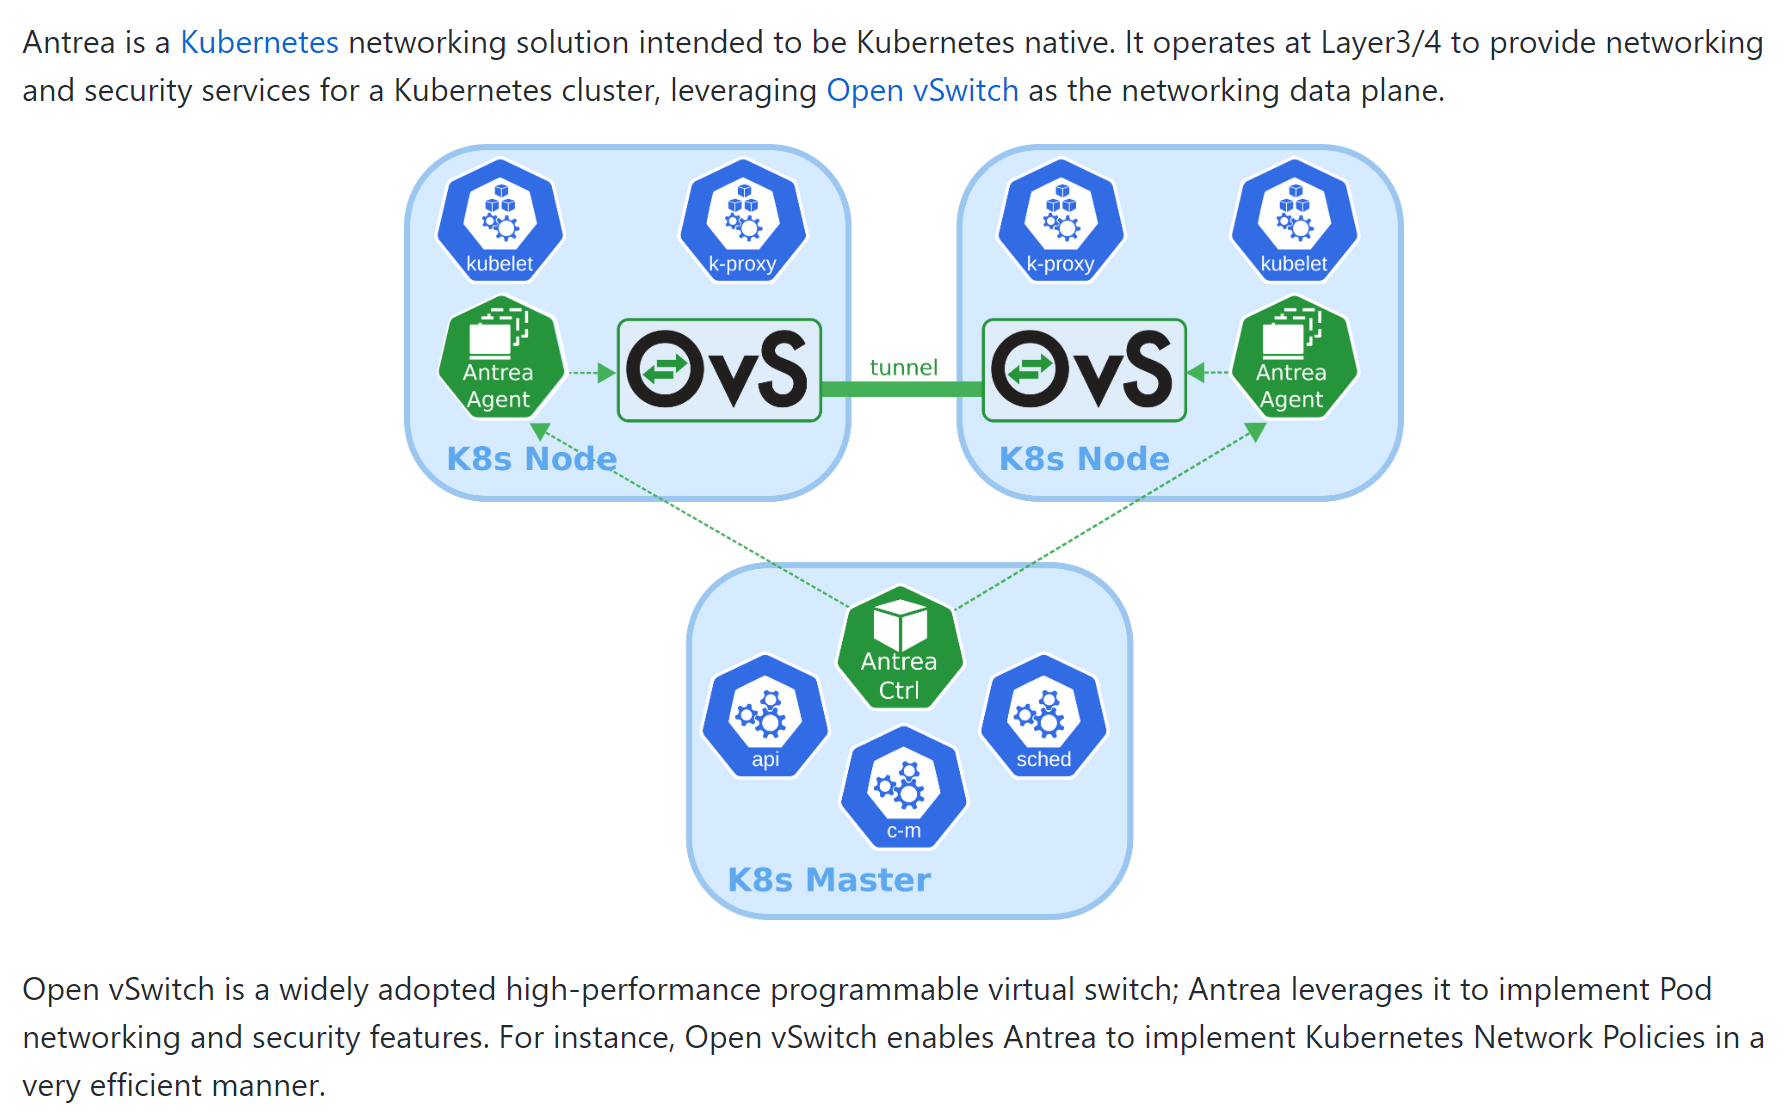 Antrea is a Kubernetes networking solution intended to be Kubernetes native. It operates at Layer3/4 to provide networking
and security services for a Kubernetes cluster, leveraging Open vSwitch as the networking data plane.
kubelet
k-proxy
k-proxy
kubelet
Antrea
Agent
OvS
tunnel
OvS
Antrea
Agent
K8s Node
K8s Node
Antrea
Ctrl
api
sched
c-m
K8s Master
Open vSwitch is a widely adopted high-performance programmable virtual switch; Antrea leverages it to implement Pod
networking and security features. For instance, Open vSwitch enables Antrea to implement Kubernetes Network Policies in a
very efficient manner.